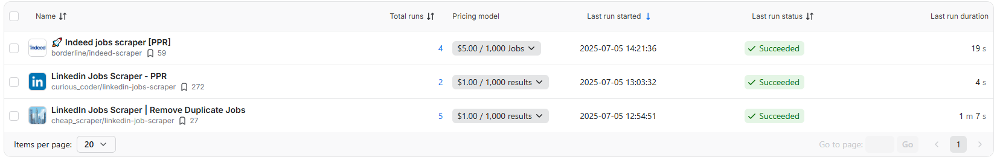 Name Total runs Pricing model Last run started Last run status Last run duration
indeed 🚀 Indeed jobs scraper [PPR]
borderline/indeed-scraper 59
4 $5.00 / 1,000 Jobs 2025-07-05 14:21:36 Succeeded 19 s
in Linkedin Jobs Scraper - PPR
curious_coder/linkedin-jobs-scraper 272
2 $1.00 / 1,000 results 2025-07-05 13:03:32 Succeeded 4 s
LinkedIn Jobs Scraper | Remove Duplicate Jobs
cheap_scraper/linkedin-job-scraper 27
5 $1.00 / 1,000 results 2025-07-05 12:54:51 Succeeded 1 m 7 s
Items per page: 20 Go to page: Go 1